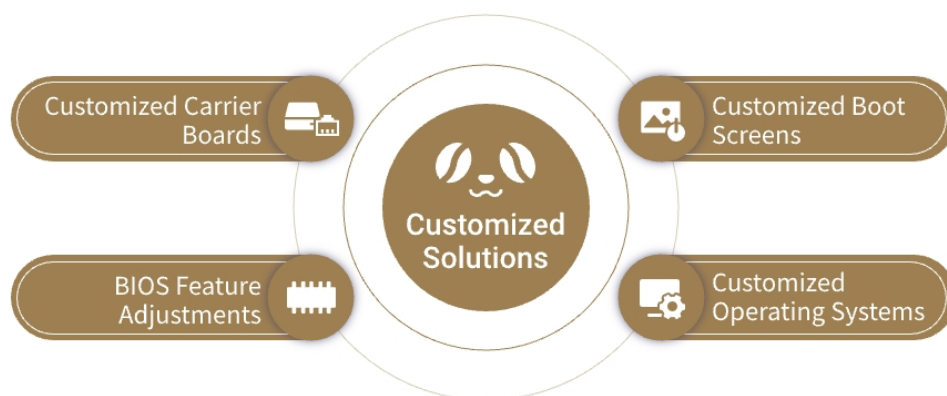 Customized Carrier
Boards
Customized Boot
Screens
Customized
Solutions
BIOS Feature
Adjustments
Customized
Operating Systems